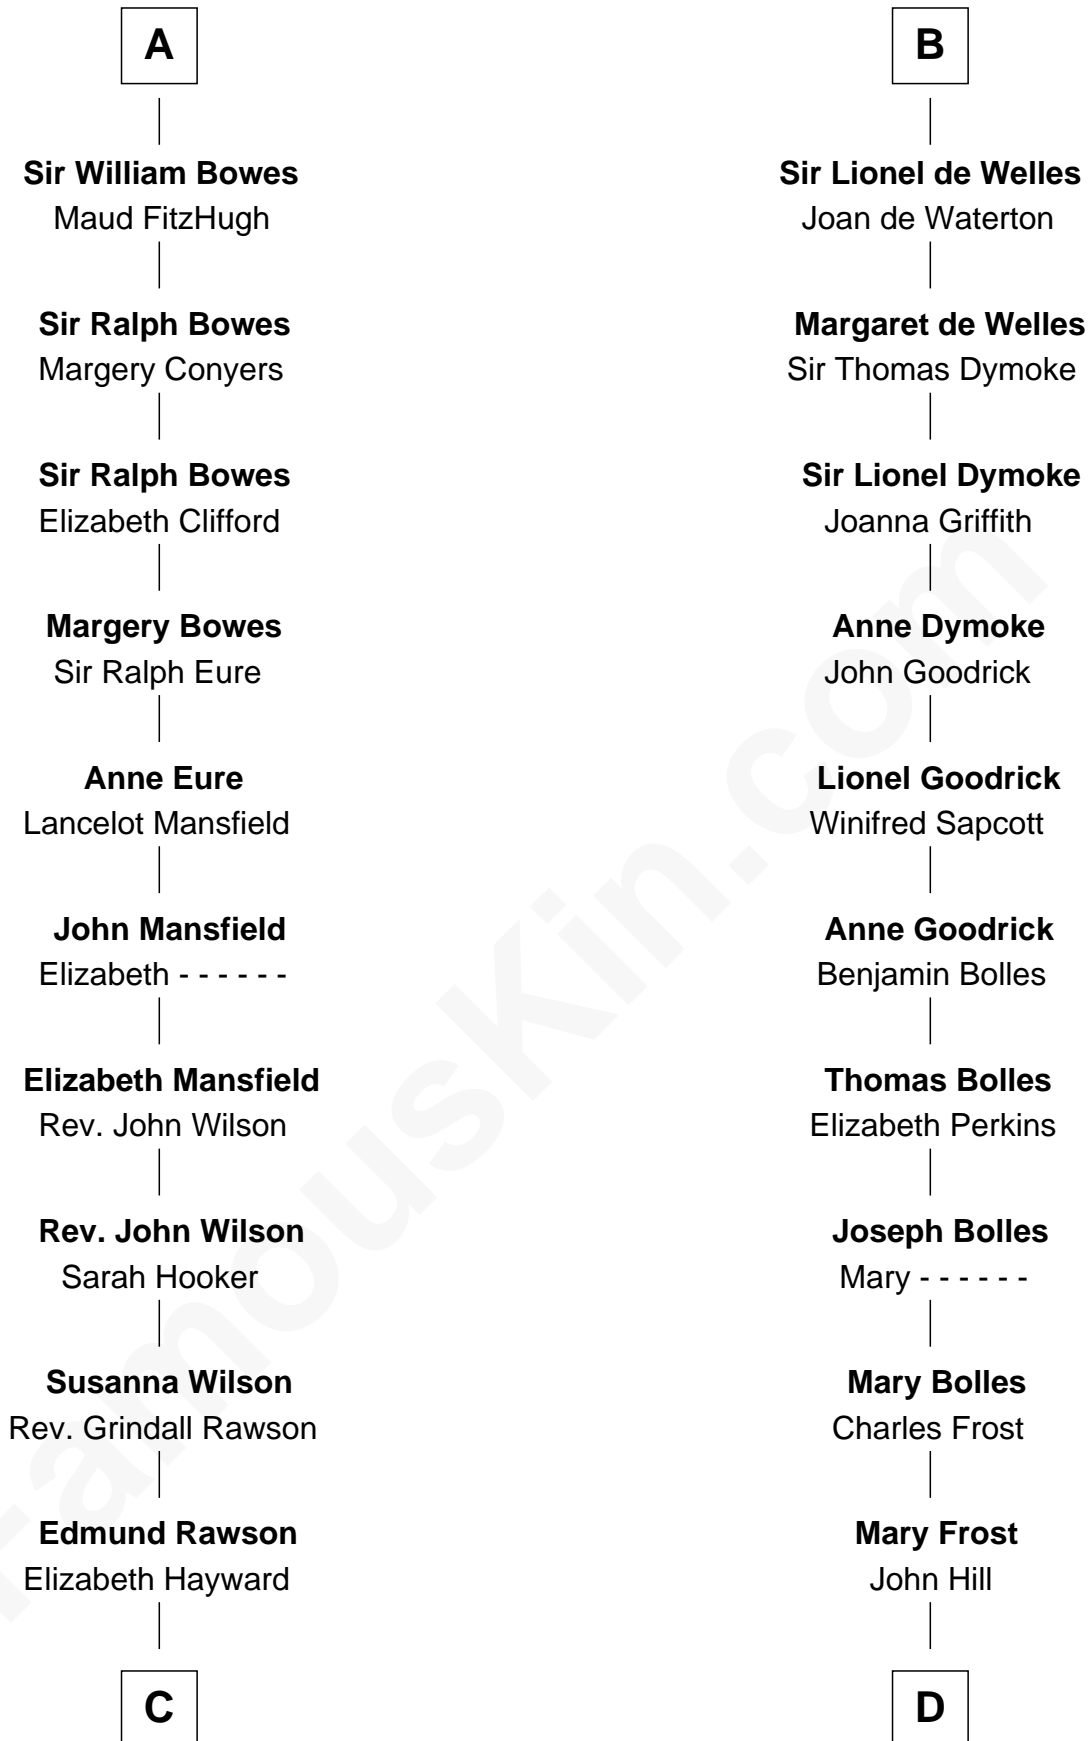 A
Sir William Bowes
Maud FitzHugh
Sir Ralph Bowes
Margery Conyers
Sir Ralph Bowes
Elizabeth Clifford
Margery Bowes
Sir Ralph Eure
Anne Eure
Lancelot Mansfield
John Mansfield
Elizabeth - - - - - -
Elizabeth Mansfield
Rev. John Wilson
Rev. John Wilson
Sarah Hooker
Susanna Wilson
Rev. Grindall Rawson
Edmund Rawson
Elizabeth Hayward
C
B
Sir Lionel de Welles
Joan de Waterton
Margaret de Welles
Sir Thomas Dymoke
Sir Lionel Dymoke
Joanna Griffith
Anne Dymoke
John Goodrick
Lionel Goodrick
Winifred Sapcott
Anne Goodrick
Benjamin Bolles
Thomas Bolles
Elizabeth Perkins
Joseph Bolles
Mary - - - - - -
Mary Bolles
Charles Frost
Mary Frost
John Hill
D
FamousKin.com